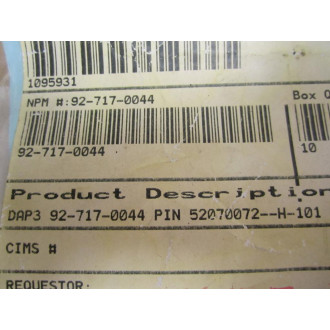 1095931
NPM #:92-717-0044
Box Q
92-717-0044
10
Product Description
DAP3 92-717-0044 PIN 52070072--H-101
CIMS #
REQUESTOR: